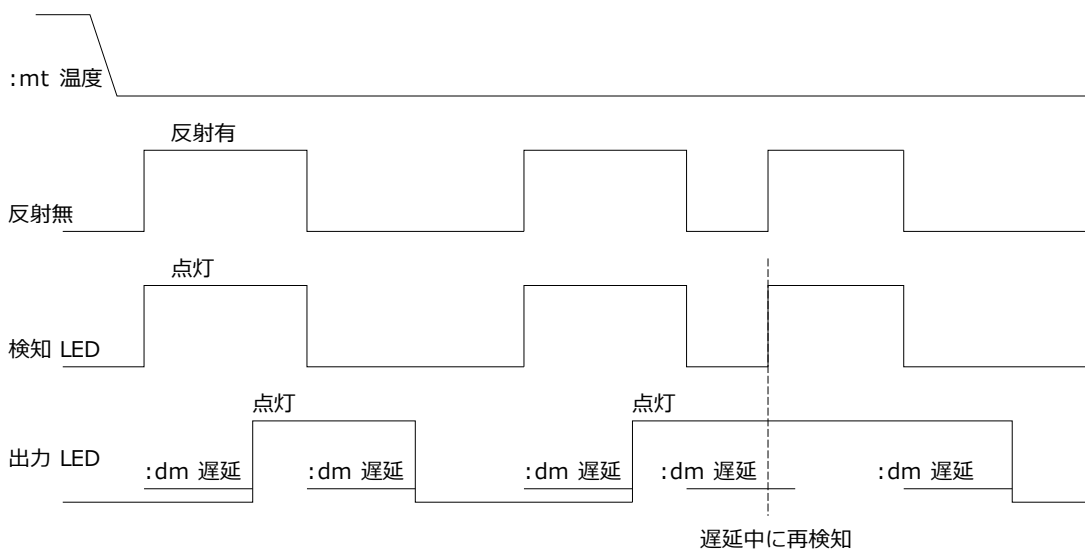 :mt 温度
反射有
反射無
点灯
検知 LED
点灯 点灯
出力 LED
:dm 遅延 :dm 遅延 :dm 遅延 :dm 遅延 :dm 遅延
遅延中に再検知